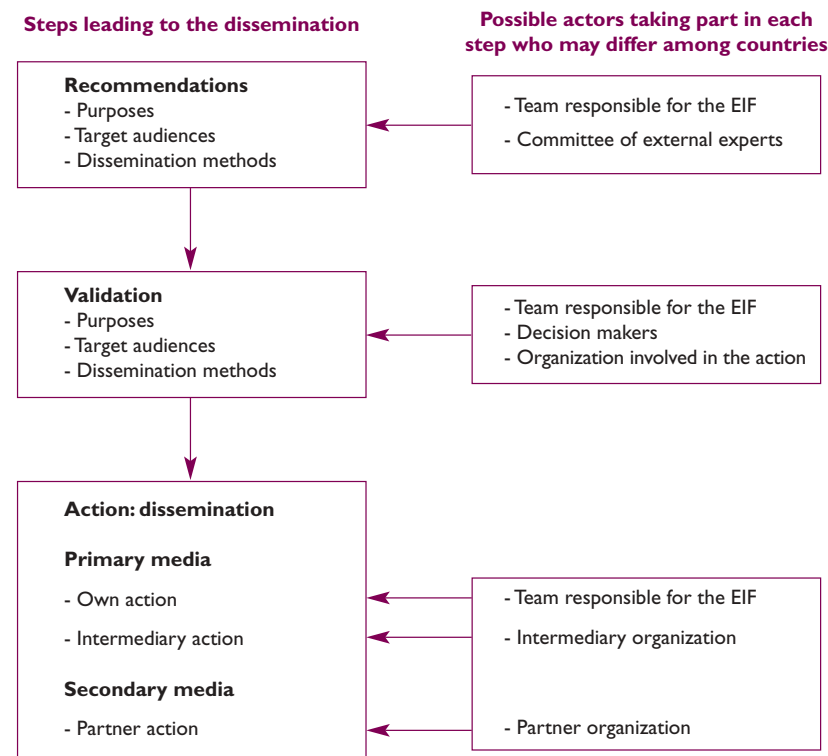 Steps leading to the dissemination
Possible actors taking part in each
step who may differ among countries
Recommendations
- Purposes
- Target audiences
- Dissemination methods
- Team responsible for the EIF
- Committee of external experts
Validation
- Purposes
- Target audiences
- Dissemination methods
- Team responsible for the EIF
- Decision makers
- Organization involved in the action
Action: dissemination
Primary media
- Own action
- Intermediary action
Secondary media
- Partner action
- Team responsible for the EIF
- Intermediary organization
- Partner organization